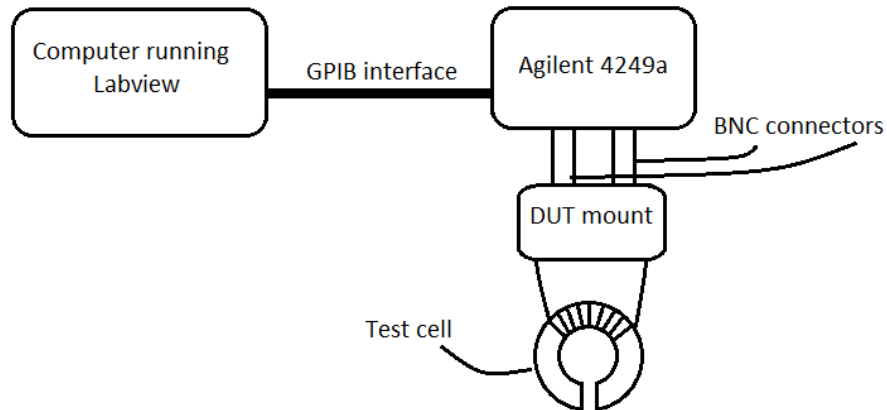 Computer running
Labview
GPIB interface
Agilent 4249a
BNC connectors
DUT mount
Test cell